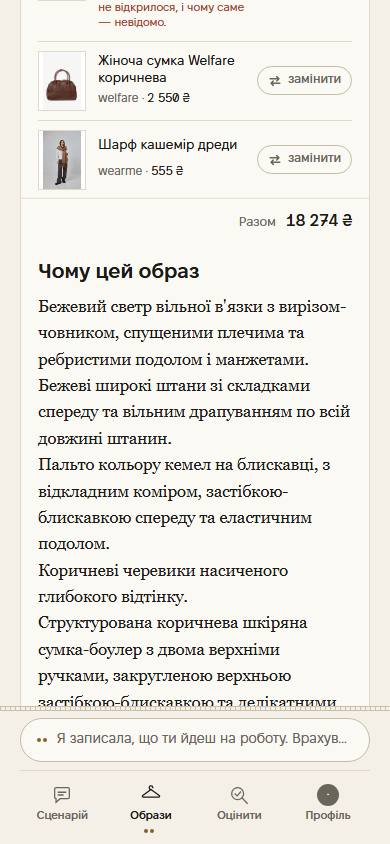 не відкрилося, і чому саме
— невідомо.
Жіноча сумка Welfare
коричнева
welfare · 2 550 ₴
замінити
Шарф кашемір дреди
wearme · 555 ₴
замінити
Разом 18 274 ₴
Чому цей образ
Бежевий светр вільної в'язки з вирізом-
човником, спущеними плечима та
ребристими подолом і манжетами.
Бежеві широкі штани зі складками
спереду та вільним драпуванням по всій
довжині штанин.
Пальто кольору кемел на блискавці, з
відкладним коміром, застібкою-
блискавкою спереду та еластичним
подолом.
Коричневі черевики насиченого
глибокого відтінку.
Структурована коричнева шкіряна
сумка-боулер з двома верхніми
ручками, закругленою верхньою
застібкою-блискавкою та делікатними
Я записала, що ти йдеш на роботу. Врахув...
Сценарій
Образи
Оцінити
Профіль